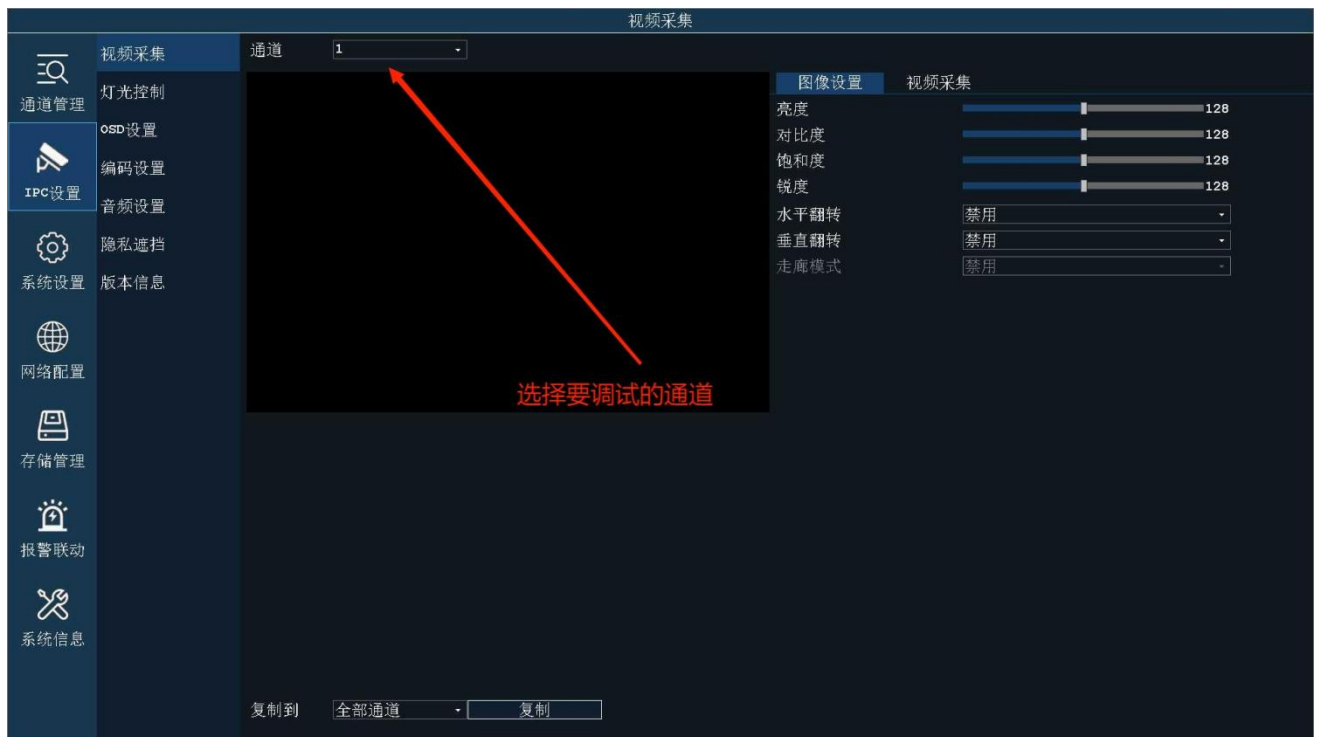 视频采集
通道管理
IPC设置
系统设置
网络配置
存储管理
报警联动
系统信息
视频采集
灯光控制
OSD设置
编码设置
音频设置
隐私遮挡
版本信息
通道 1
选择要调试的通道
图像设置 视频采集
亮度 128
对比度 128
饱和度 128
锐度 128
水平翻转 禁用
垂直翻转 禁用
走廊模式 禁用
复制到 全部通道 复制